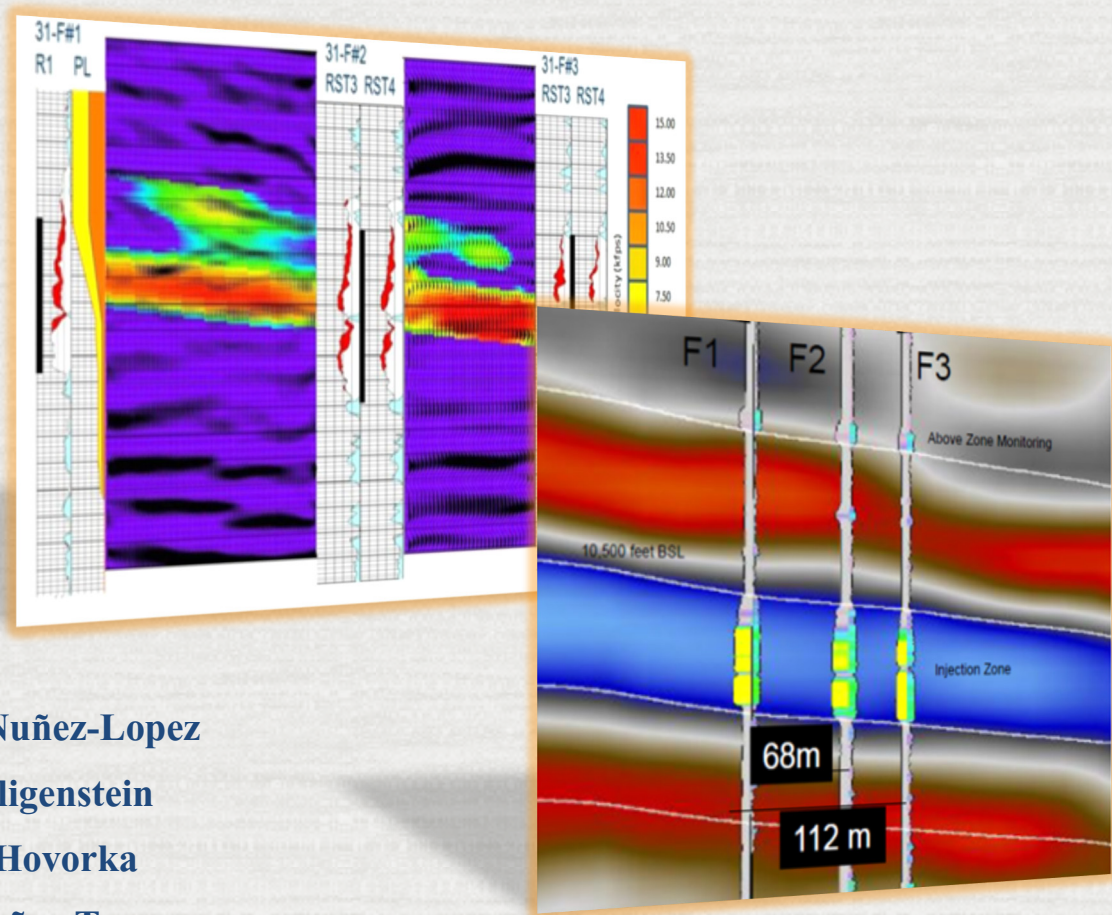 31-F#1
R1 PL
31-F#2
RST3 RST4
31-F#3
RST3 RST4
15.00
13.50
12.00
10.50
9.00
7.50
(kfps)
F1
F2
F3
Above Zone Monitoring
10,500 feet BSL
Injection Zone
68m
112 m
Nuñez-Lopez
ligenstein
Hovorka